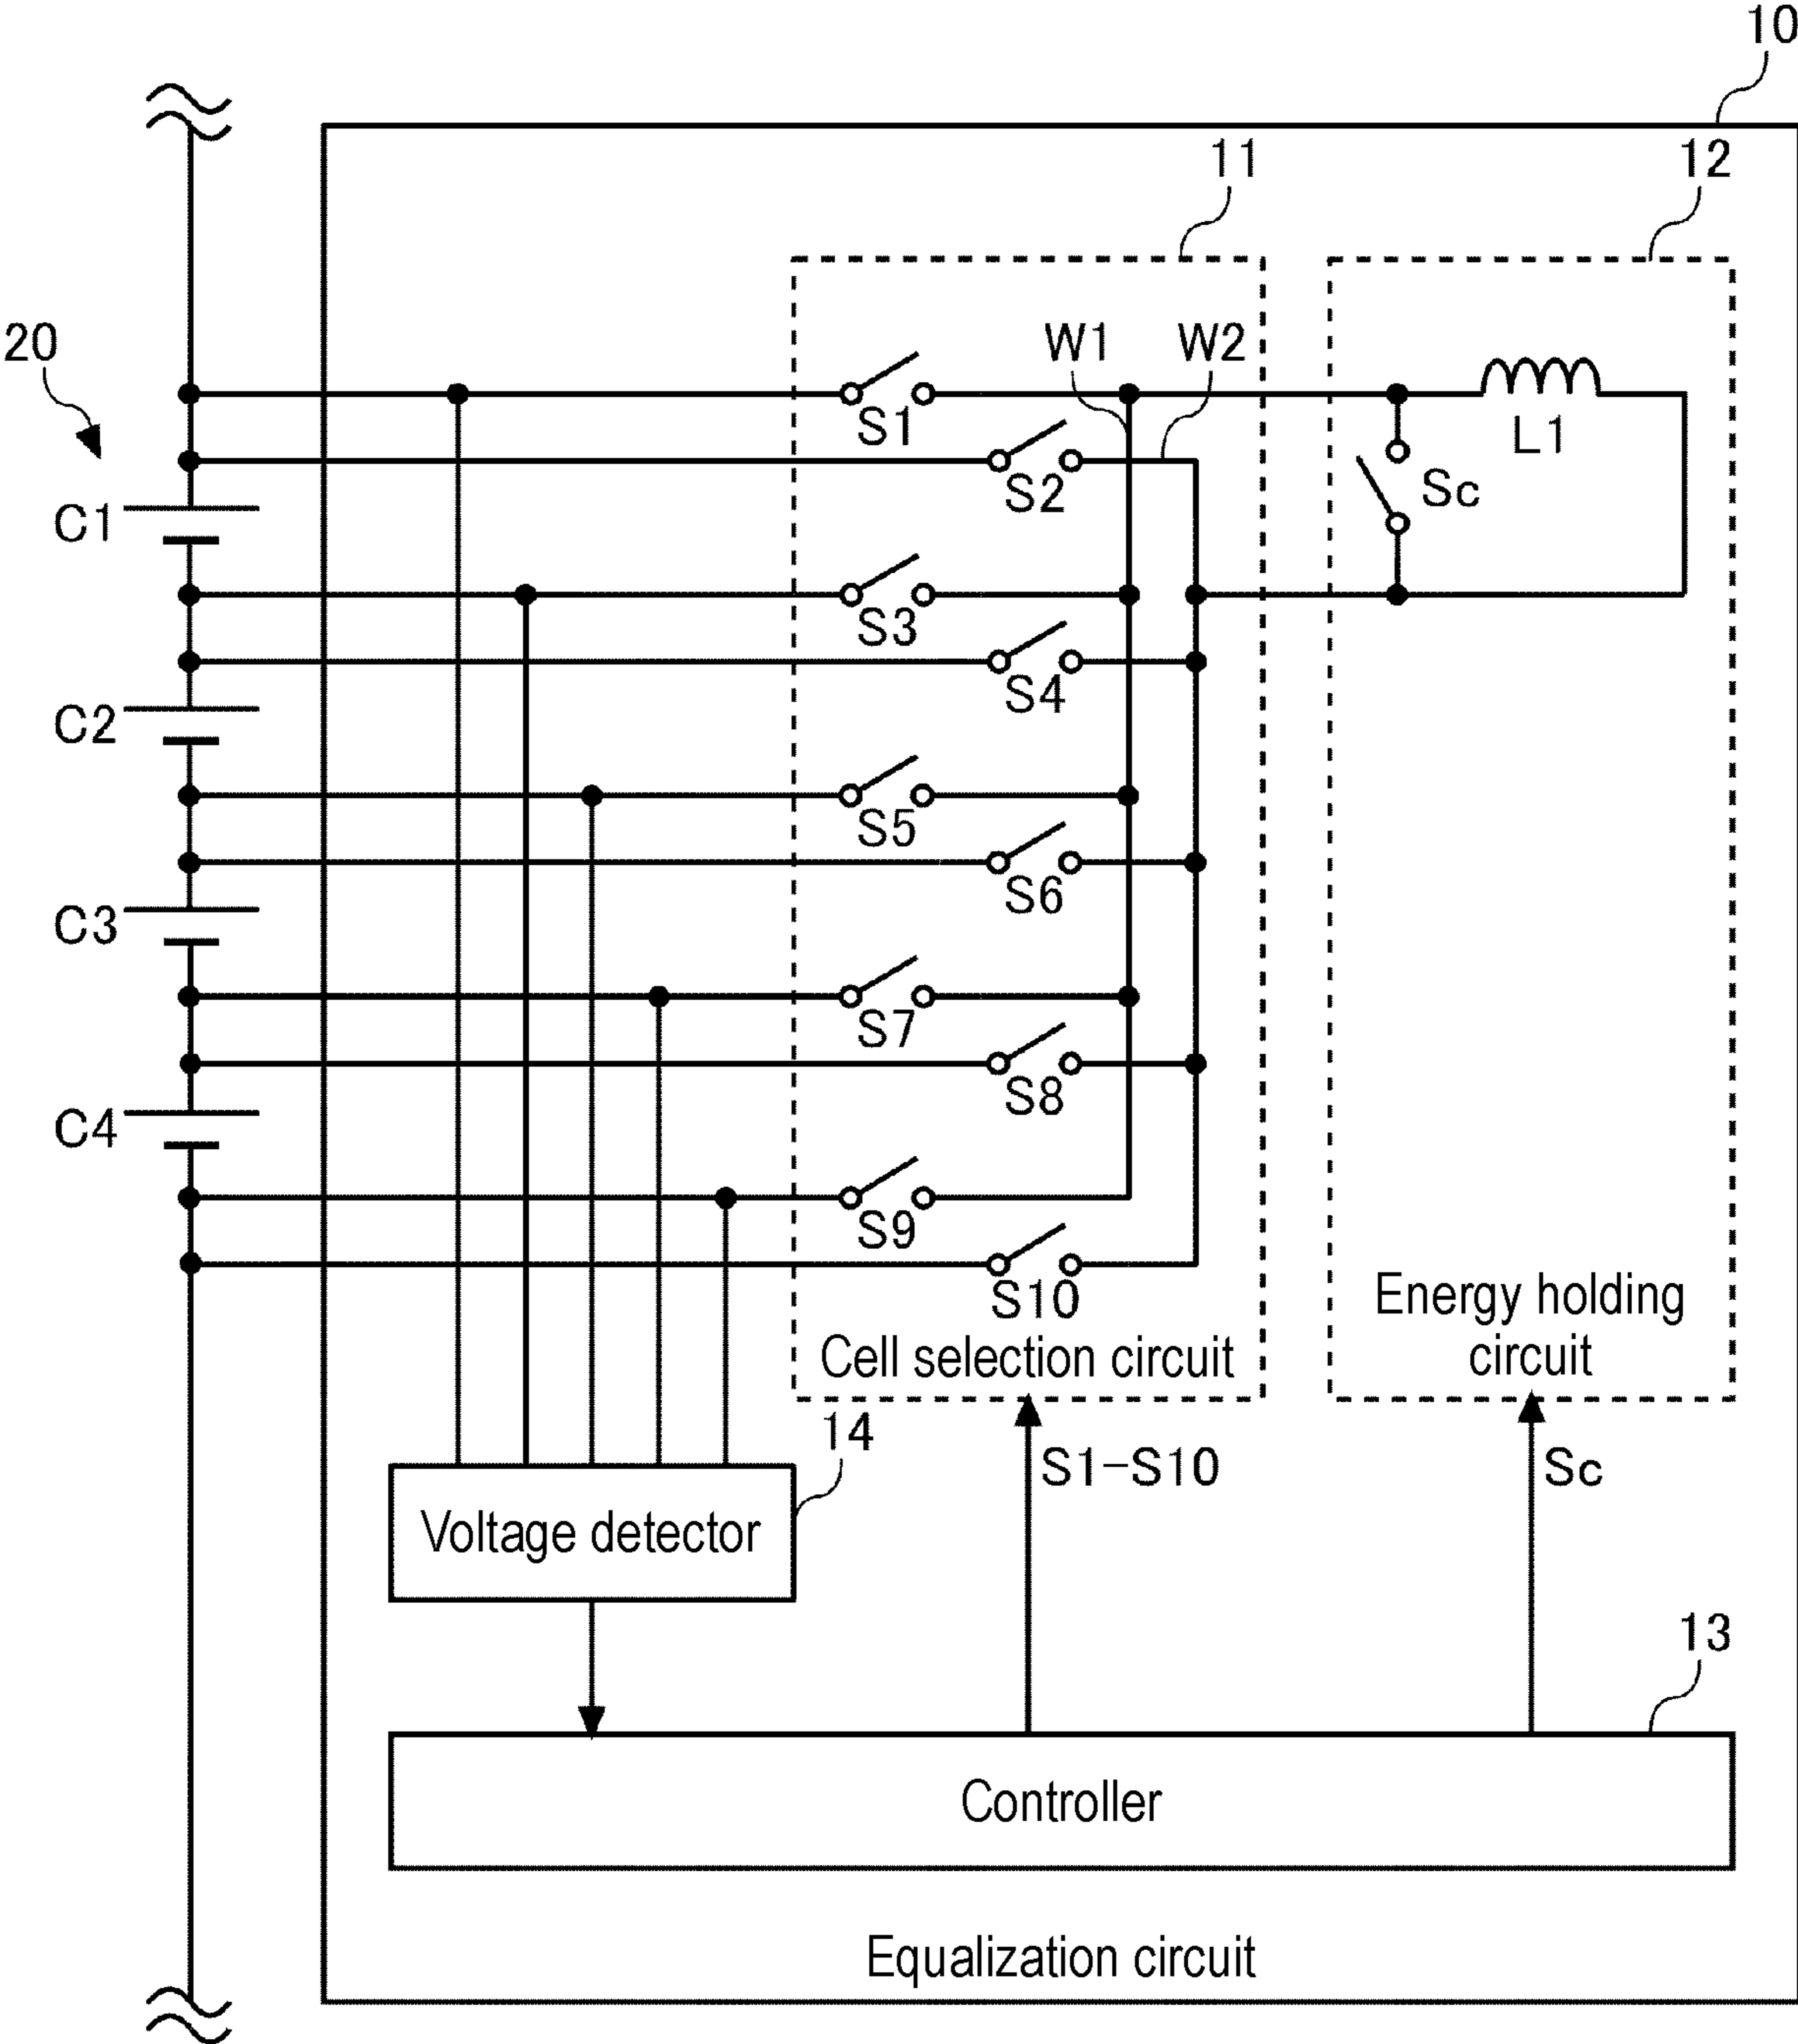 10
11
12
20
W1
W2
S1
L1
S2
Sc
C1
S3
S4
C2
S5
S6
C3
S7
S8
C4
S9
S10
Energy holding
circuit
Cell selection circuit
14
S1-S10
Sc
Voltage detector
13
Controller
Equalization circuit